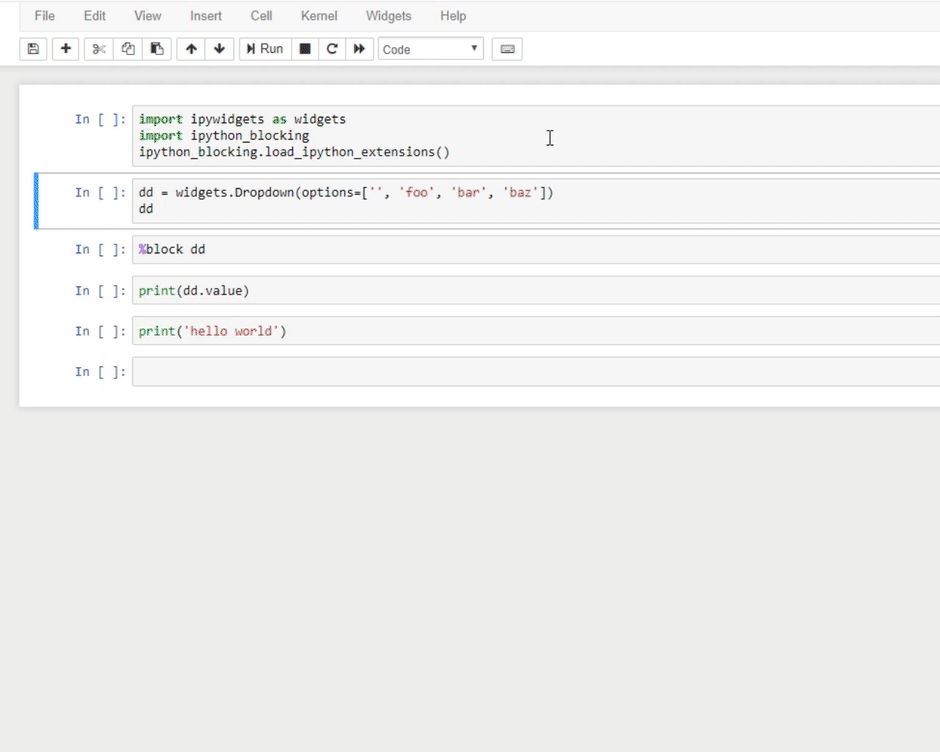 File Edit View Insert Cell Kernel Widgets Help
Run Code
In [ ]: import ipywidgets as widgets
import ipython_blocking
ipython_blocking.load_ipython_extensions()
In [ ]: dd = widgets.Dropdown(options=['', 'foo', 'bar', 'baz'])
dd
In [ ]: %block dd
In [ ]: print(dd.value)
In [ ]: print('hello world')
In [ ]: